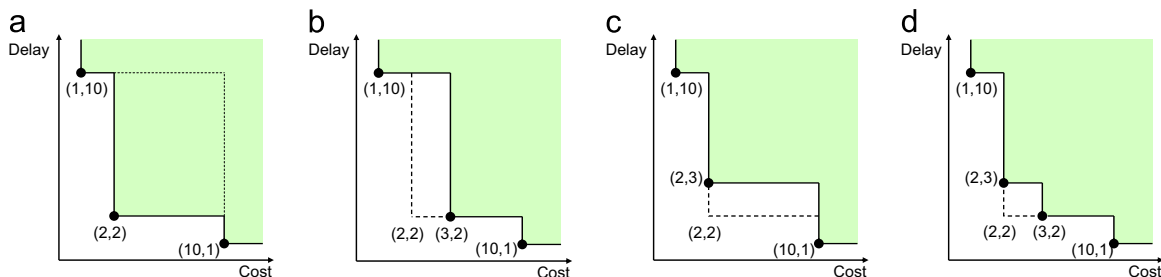 a
Delay
(1,10)
(2,2)
(10,1)
Cost
b
Delay
(1,10)
(2,2)
(3,2)
(10,1)
Cost
c
Delay
(1,10)
(2,3)
(2,2)
(10,1)
Cost
d
Delay
(1,10)
(2,3)
(2,2)
(3,2)
(10,1)
Cost